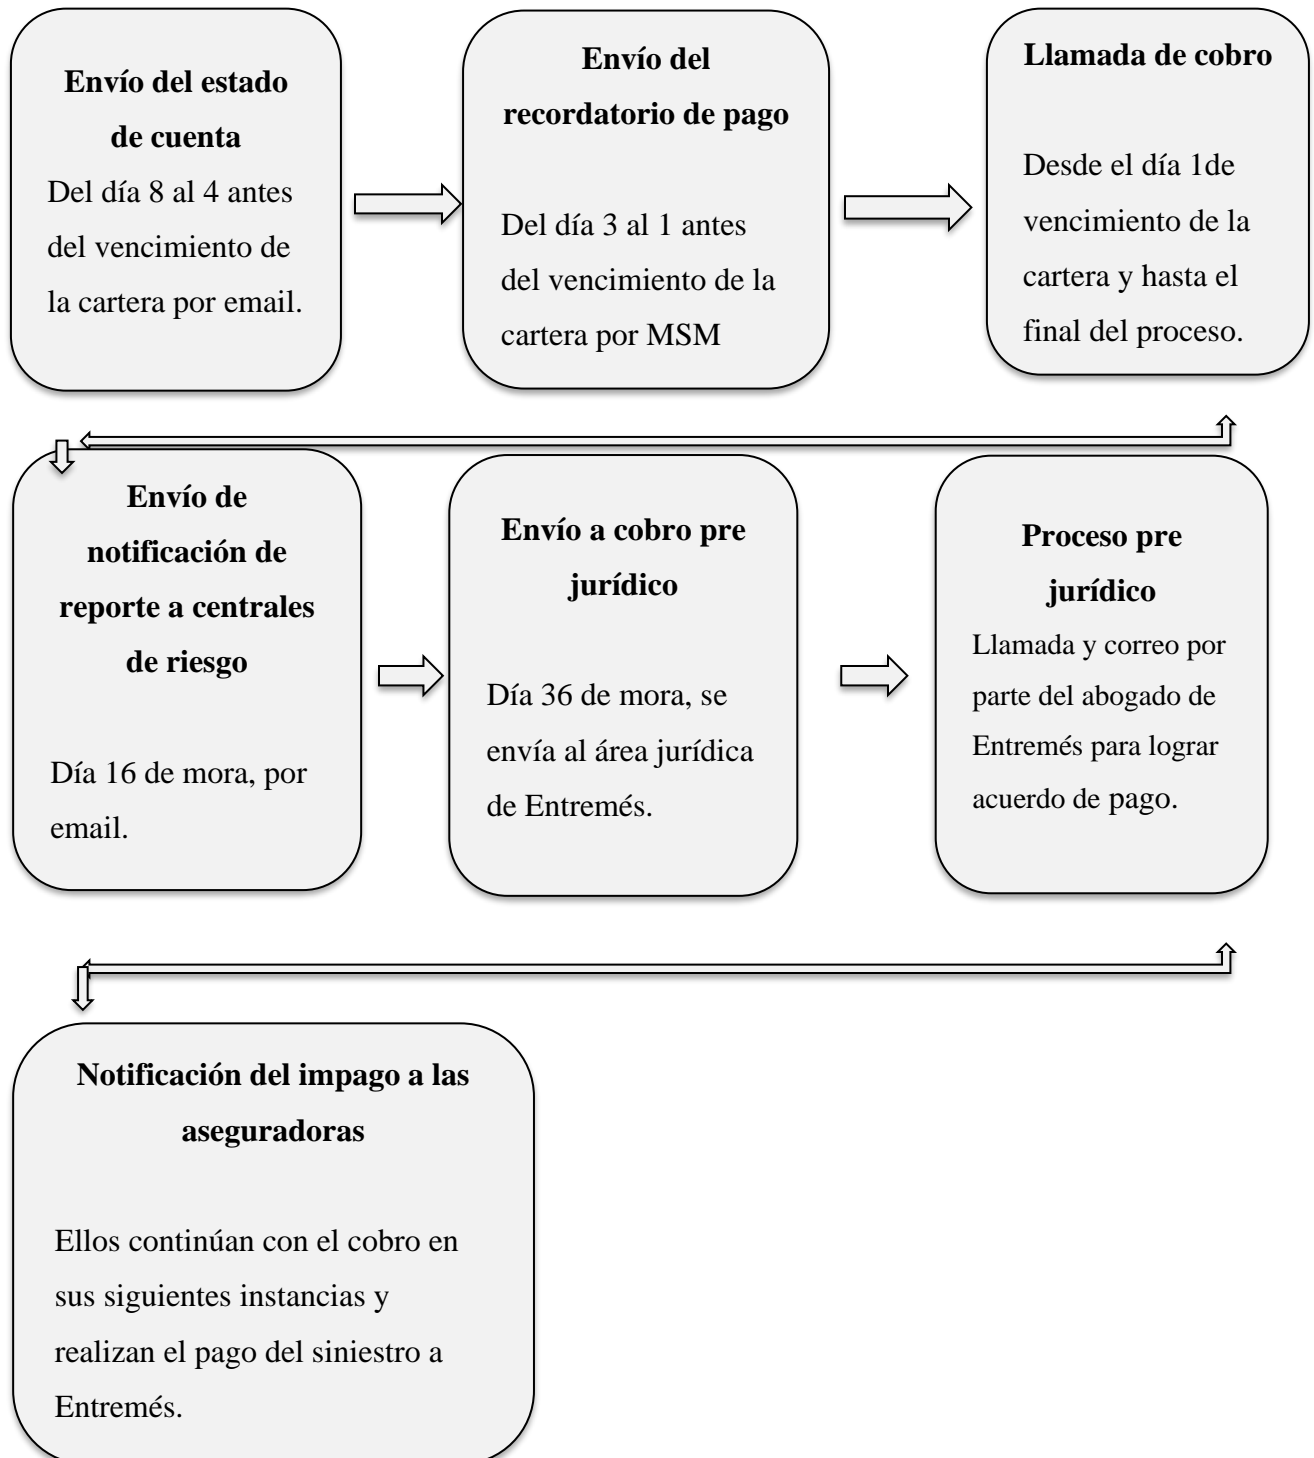 Envío del estado
de cuenta
Del día 8 al 4 antes
del vencimiento de
la cartera por email.
Envío del
recordatorio de pago
Del día 3 al 1 antes
del vencimiento de la
cartera por MSM
Llamada de cobro
Desde el día 1de
vencimiento de la
cartera y hasta el
final del proceso.
Envío de
notificación de
reporte a centrales
de riesgo
Día 16 de mora, por
email.
Envío a cobro pre
jurídico
Día 36 de mora, se
envía al área jurídica
de Entremés.
Proceso pre
jurídico
Llamada y correo por
parte del abogado de
Entremés para lograr
acuerdo de pago.
Notificación del impago a las
aseguradoras
Ellos continúan con el cobro en
sus siguientes instancias y
realizan el pago del siniestro a
Entremés.